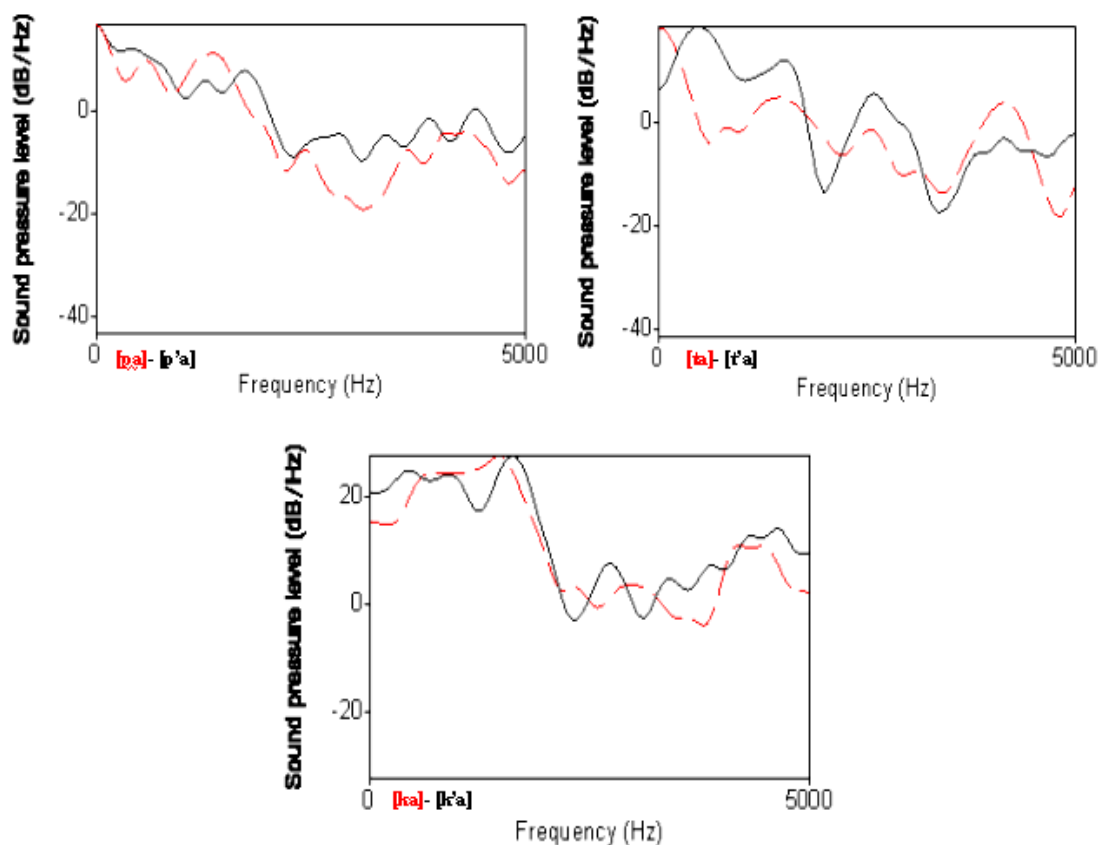 Sound pressure level (dB/Hz)
0
-20
-40
0
5000
[pa]- [p'a]
Frequency (Hz)
Sound pressure level (dB/Hz)
0
-20
-40
0
5000
[ta]- [t'a]
Frequency (Hz)
Sound pressure level (dB/Hz)
20
0
-20
0
5000
[ka]- [k'a]
Frequency (Hz)